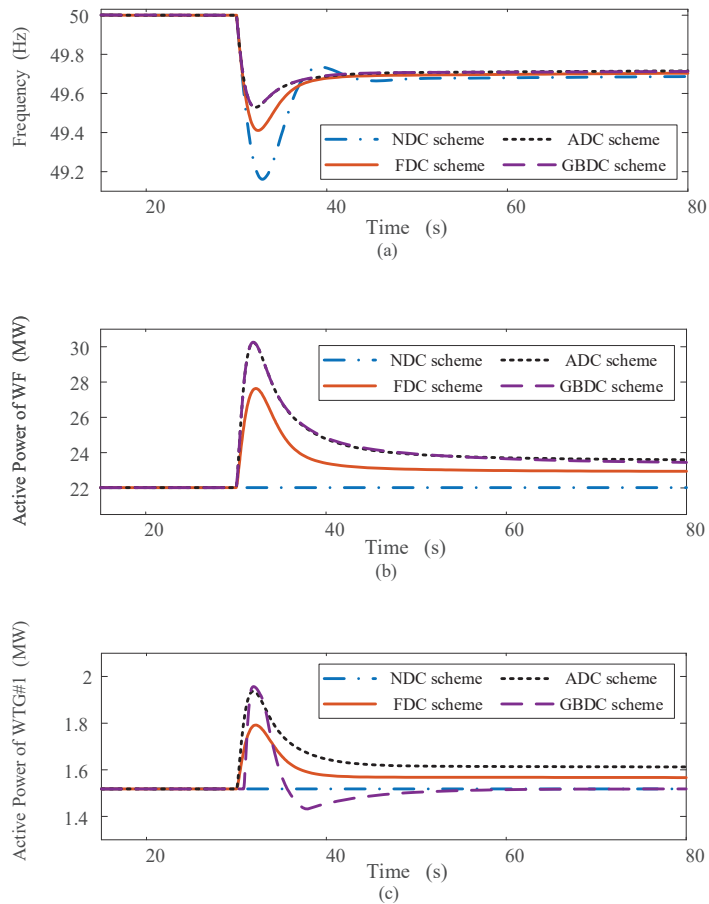 50
49.8
49.6
49.4
49.2
Frequency (Hz)
NDC scheme
ADC scheme
FDC scheme
GBDC scheme
20
40
60
80
Time (s)
(a)
30
28
26
24
22
Active Power of WF (MW)
NDC scheme
ADC scheme
FDC scheme
GBDC scheme
20
40
60
80
Time (s)
(b)
2
1.8
1.6
1.4
Active Power of WTG#1 (MW)
NDC scheme
ADC scheme
FDC scheme
GBDC scheme
20
40
60
80
Time (s)
(c)